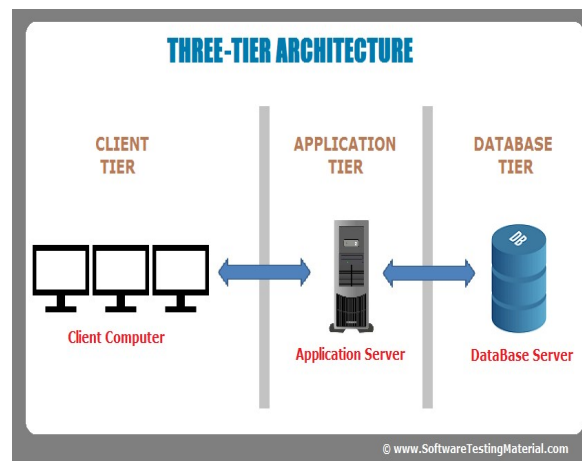 THREE-TIER ARCHITECTURE
CLIENT
TIER
APPLICATION
TIER
DATABASE
TIER
DB
Client Computer
Application Server
DataBase Server
© www.SoftwareTestingMaterial.com